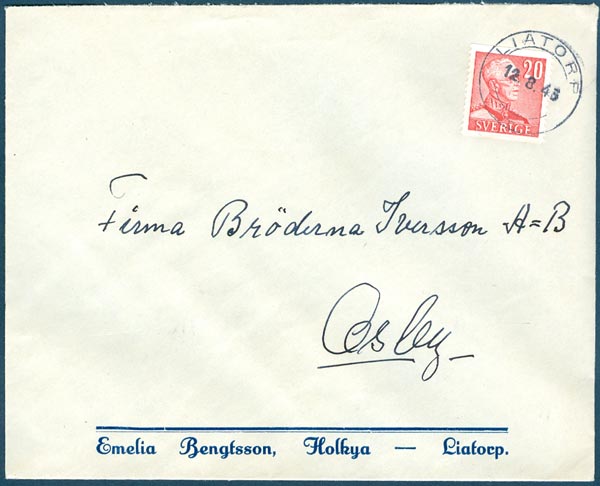 LIATORP
12.8.43
20
SVERIGE
Firma Bröderna Iversson A=B
Osby
Emelia Bengtsson, Holkya — Liatorp.